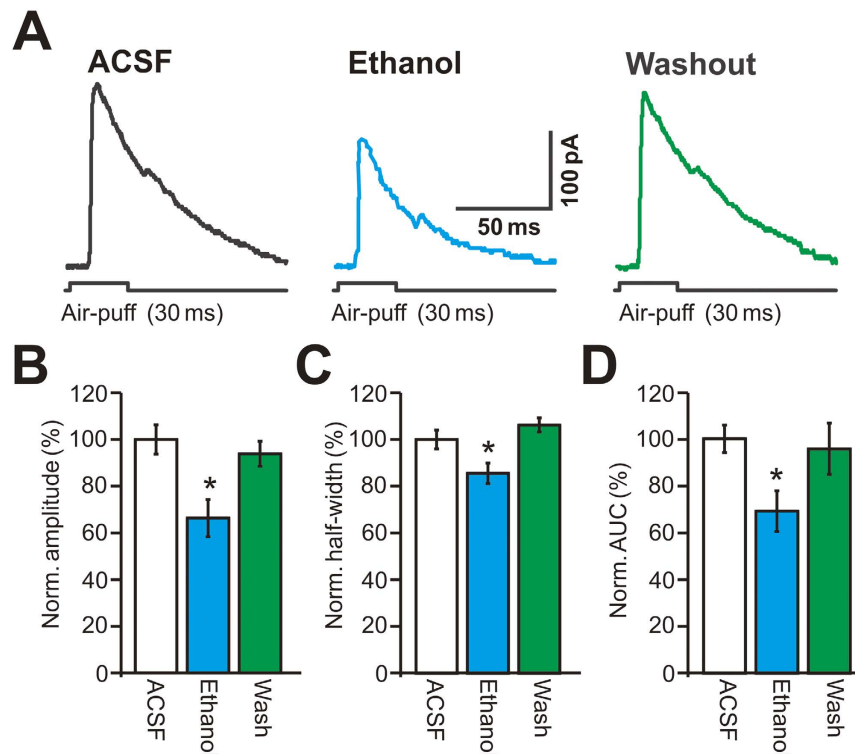 A
ACSF
Ethanol
Washout
100 pA
50 ms
Air-puff (30 ms)
Air-puff (30 ms)
Air-puff (30 ms)
B
Norm. amplitude (%)
120
100
80
60
40
20
0
*
ACSF
Ethano
Wash
C
Norm. half-width (%)
120
100
80
60
40
20
0
*
ACSF
Ethano
Wash
D
Norm. AUC (%)
120
100
80
60
40
20
0
*
ACSF
Ethano
Wash